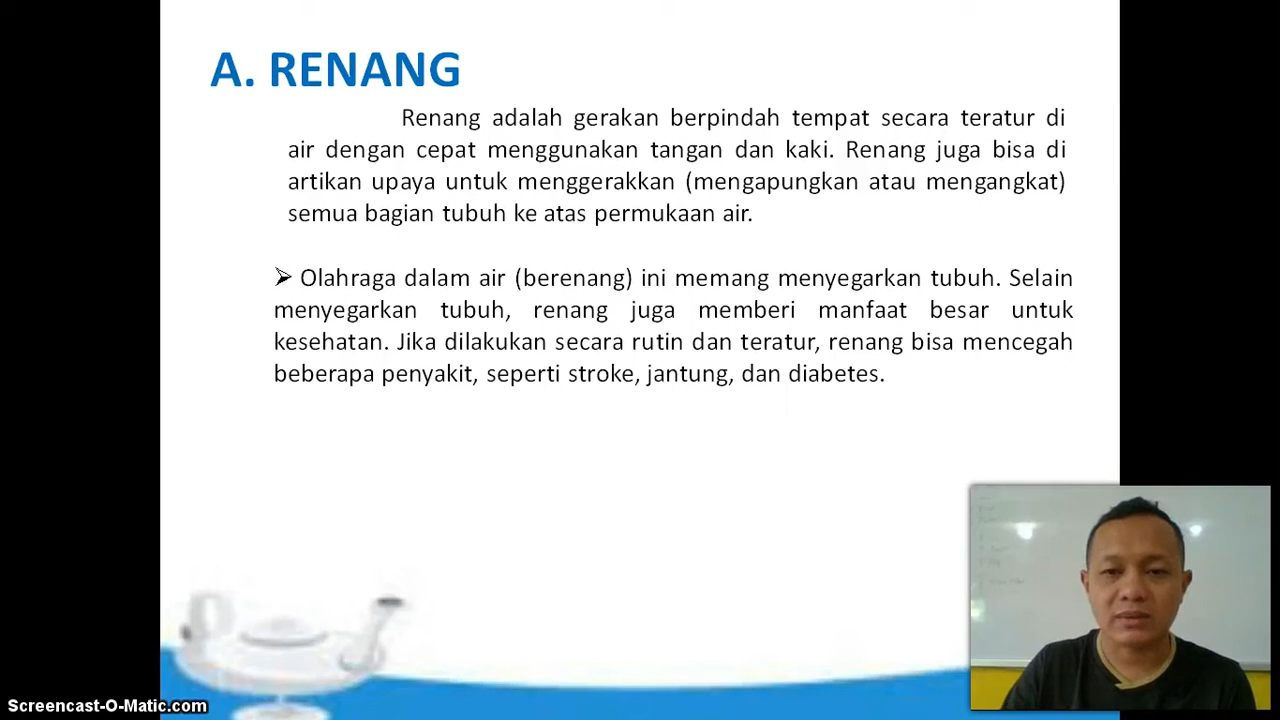 A. RENANG
Renang adalah gerakan berpindah tempat secara teratur di
air dengan cepat menggunakan tangan dan kaki. Renang juga bisa di
artikan upaya untuk menggerakkan (mengapungkan atau mengangkat)
semua bagian tubuh ke atas permukaan air.
➢ Olahraga dalam air (berenang) ini memang menyegarkan tubuh. Selain
menyegarkan tubuh, renang juga memberi manfaat besar untuk
kesehatan. Jika dilakukan secara rutin dan teratur, renang bisa mencegah
beberapa penyakit, seperti stroke, jantung, dan diabetes.
Screencast-O-Matic.com